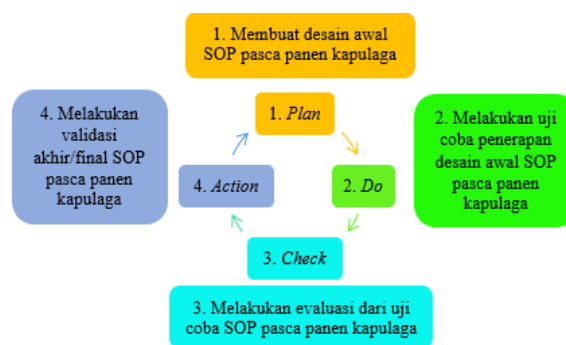 1. Membuat desain awal
SOP pasca panen kapulaga
1. Plan
2. Melakukan uji
coba penerapan
desain awal SOP
pasca panen
kapulaga
2. Do
3. Check
3. Melakukan evaluasi dari uji
coba SOP pasca panen kapulaga
4. Action
4. Melakukan
validasi
akhir/final SOP
pasca panen
kapulaga